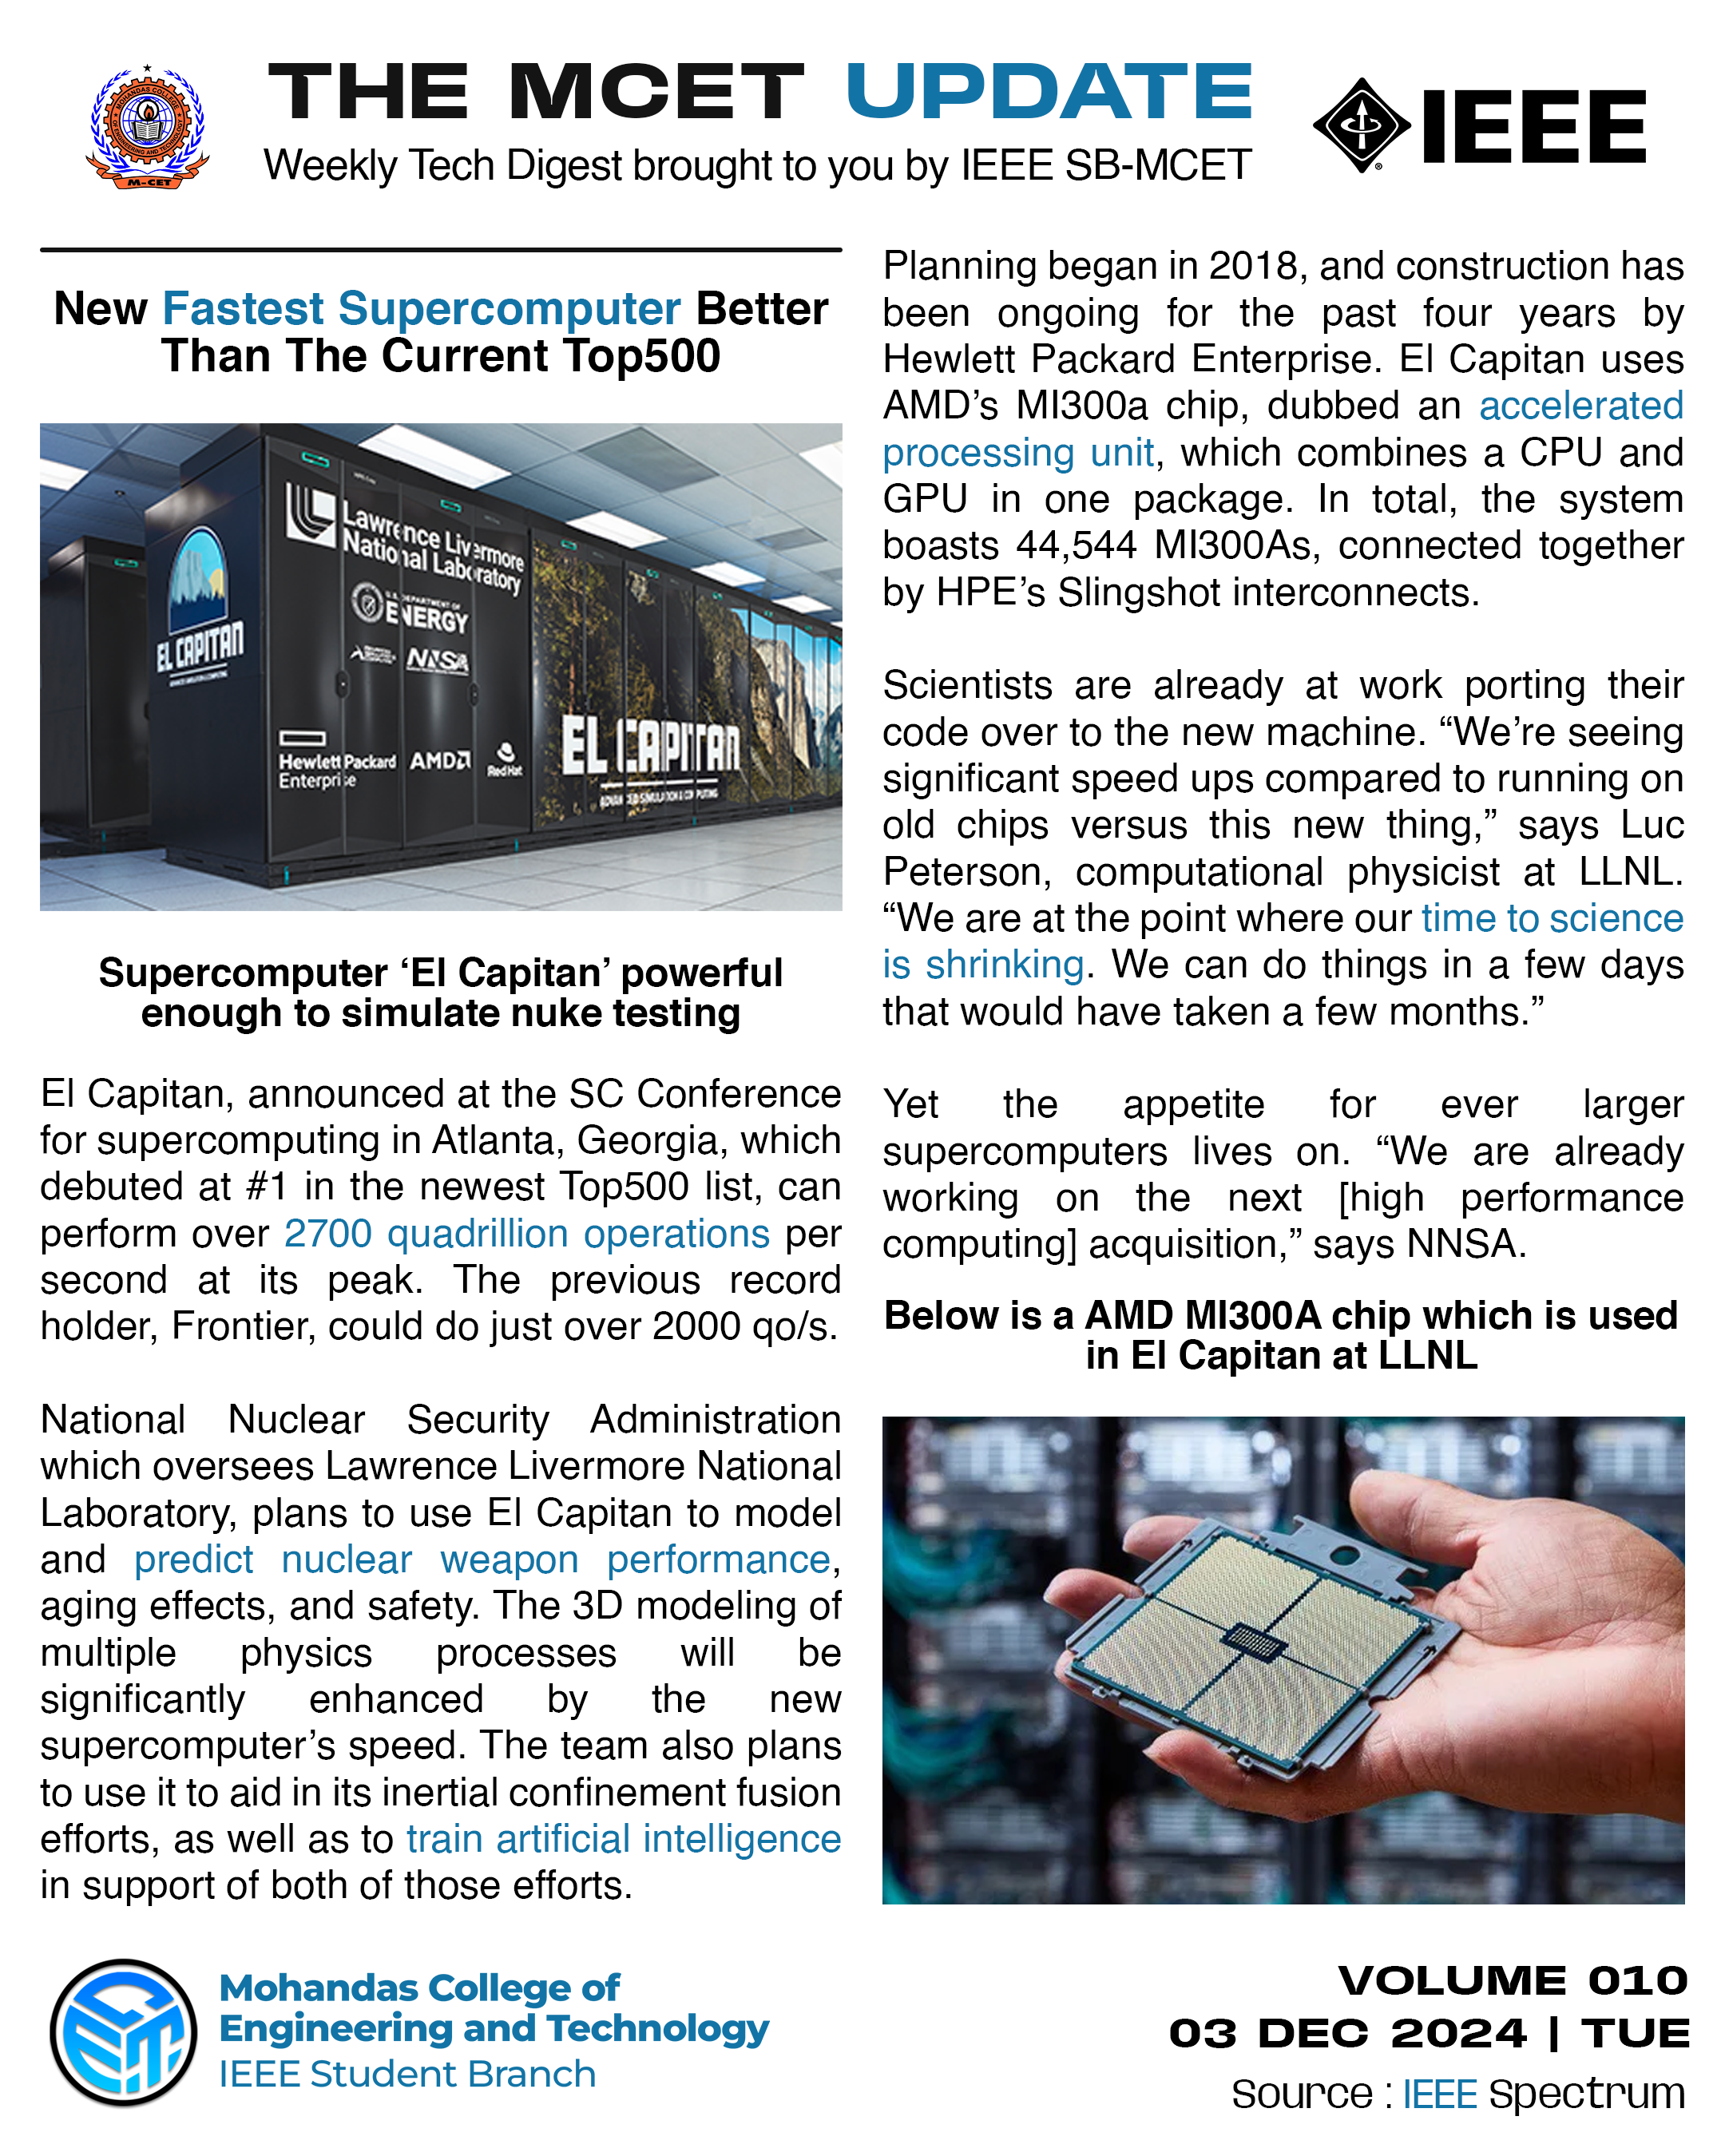 THE MCET UPDATE
Weekly Tech Digest brought to you by IEEE SB-MCET
MOHANDAS COLLEGE
OF ENGINEERING AND TECHNOLOGY
M-CET
IEEE
New Fastest Supercomputer Better
Than The Current Top500
Lawrence Livermore
National Laboratory
U.S. DEPARTMENT OF
ENERGY
NNSA
EL CAPITAN
Hewlett Packard
Enterprise
AMD
Red Hat
EL CAPITAN
ADVANCED SIMULATION & COMPUTING
Supercomputer ‘El Capitan’ powerful
enough to simulate nuke testing
El Capitan, announced at the SC Conference
for supercomputing in Atlanta, Georgia, which
debuted at #1 in the newest Top500 list, can
perform over 2700 quadrillion operations per
second at its peak. The previous record
holder, Frontier, could do just over 2000 qo/s.
National Nuclear Security Administration
which oversees Lawrence Livermore National
Laboratory, plans to use El Capitan to model
and predict nuclear weapon performance,
aging effects, and safety. The 3D modeling of
multiple physics processes will be
significantly enhanced by the new
supercomputer’s speed. The team also plans
to use it to aid in its inertial confinement fusion
efforts, as well as to train artificial intelligence
in support of both of those efforts.
Planning began in 2018, and construction has
been ongoing for the past four years by
Hewlett Packard Enterprise. El Capitan uses
AMD’s MI300a chip, dubbed an accelerated
processing unit, which combines a CPU and
GPU in one package. In total, the system
boasts 44,544 MI300As, connected together
by HPE’s Slingshot interconnects.
Scientists are already at work porting their
code over to the new machine. “We’re seeing
significant speed ups compared to running on
old chips versus this new thing,” says Luc
Peterson, computational physicist at LLNL.
“We are at the point where our time to science
is shrinking. We can do things in a few days
that would have taken a few months.”
Yet the appetite for ever larger
supercomputers lives on. “We are already
working on the next [high performance
computing] acquisition,” says NNSA.
Below is a AMD MI300A chip which is used
in El Capitan at LLNL
Mohandas College of
Engineering and Technology
IEEE Student Branch
VOLUME 010
03 DEC 2024 | TUE
Source : IEEE Spectrum